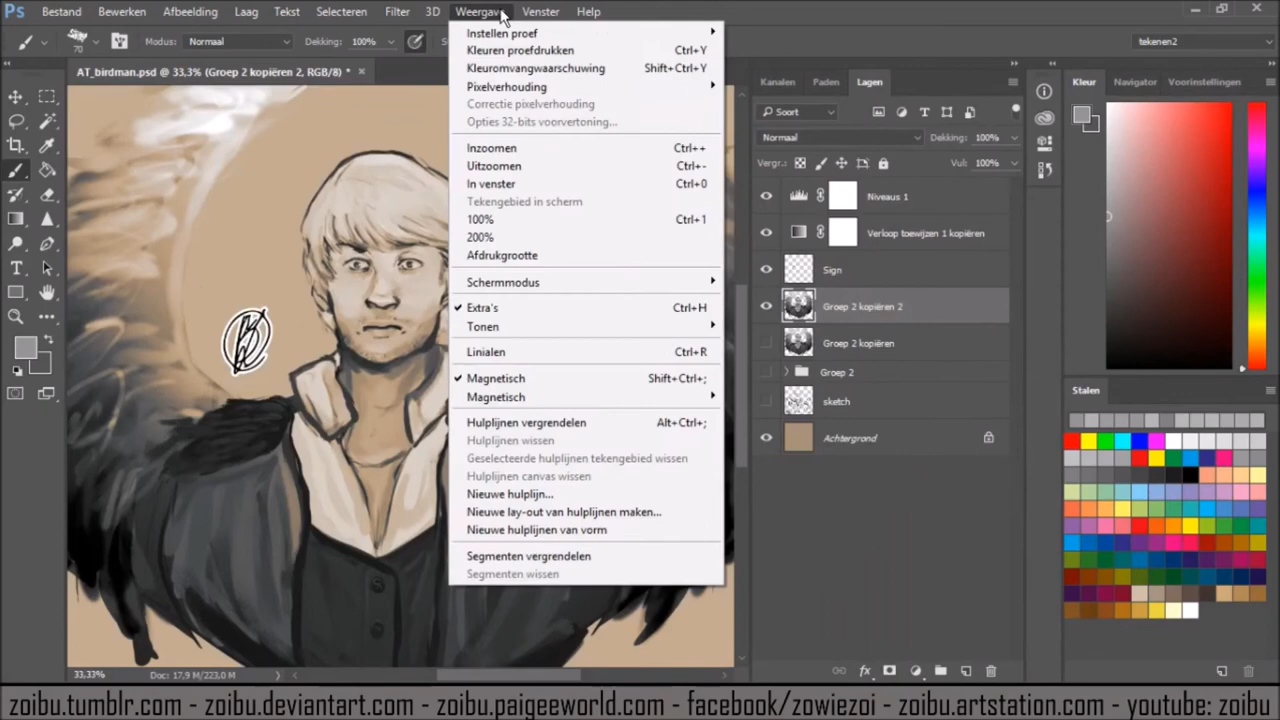 Ps Bestand Bewerken Afbeelding Laag Tekst Selecteren Filter 3D Weergave Venster Help
Modus: Normaal Dekking: 100% tekenen2
AT_birdman.psd @ 33,3% (Groep 2 kopiëren 2, RGB/8) *
Instellen proef
Kleuren proefdrukken Ctrl+Y
Kleuromvangwaarschuwing Shift+Ctrl+Y
Pixelverhouding
Correctie pixelverhouding
Opties 32-bits voorvertoning...
Inzoomen Ctrl++
Uitzoomen Ctrl+-
In venster Ctrl+0
Tekengebied in scherm
100% Ctrl+1
200%
Afdrukgrootte
Schermmodus
Extra's Ctrl+H
Tonen
Linialen Ctrl+R
Magnetisch Shift+Ctrl+;
Magnetisch
Hulplijnen vergrendelen Alt+Ctrl+;
Hulplijnen wissen
Geselecteerde hulplijnen tekengebied wissen
Hulplijnen canvas wissen
Nieuwe hulplijn...
Nieuwe lay-out van hulplijnen maken...
Nieuwe hulplijnen van vorm
Segmenten vergrendelen
Segmenten wissen
Kanalen Paden Lagen
Soort
Normaal Dekking: 100%
Vergr.: Vul: 100%
Niveaus 1
Verloop toewijzen 1 kopiëren
Sign
Groep 2 kopiëren 2
Groep 2 kopiëren
Groep 2
sketch
Achtergrond
fx
Kleur Navigator Voorinstellingen
Stalen
33,33% Doc: 17,9 M/223,0 M
zoibu.tumblr.com - zoibu.deviantart.com - zoibu.paigeeworld.com - facebook/zowiezoi - zoibu.artstation.com - youtube: zoibu